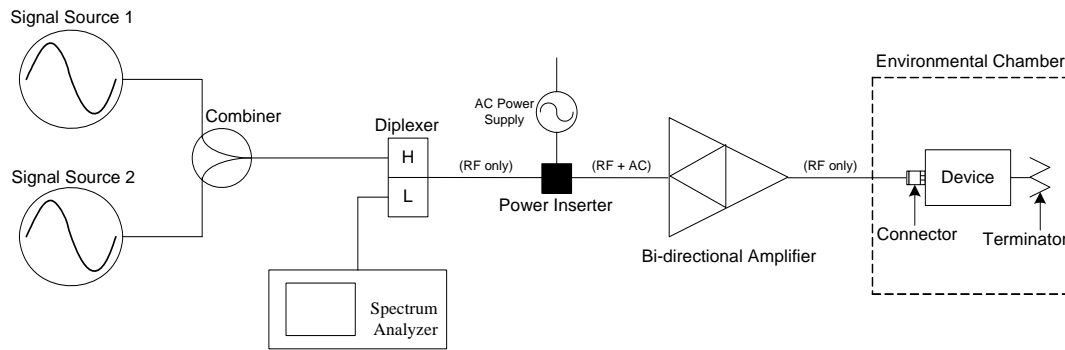 Signal Source 1
Signal Source 2
Combiner
Diplexer
H
L
Spectrum
Analyzer
(RF only)
AC Power
Supply
Power Inserter
(RF + AC)
Bi-directional Amplifier
(RF only)
Environmental Chamber
Device
Connector
Terminator